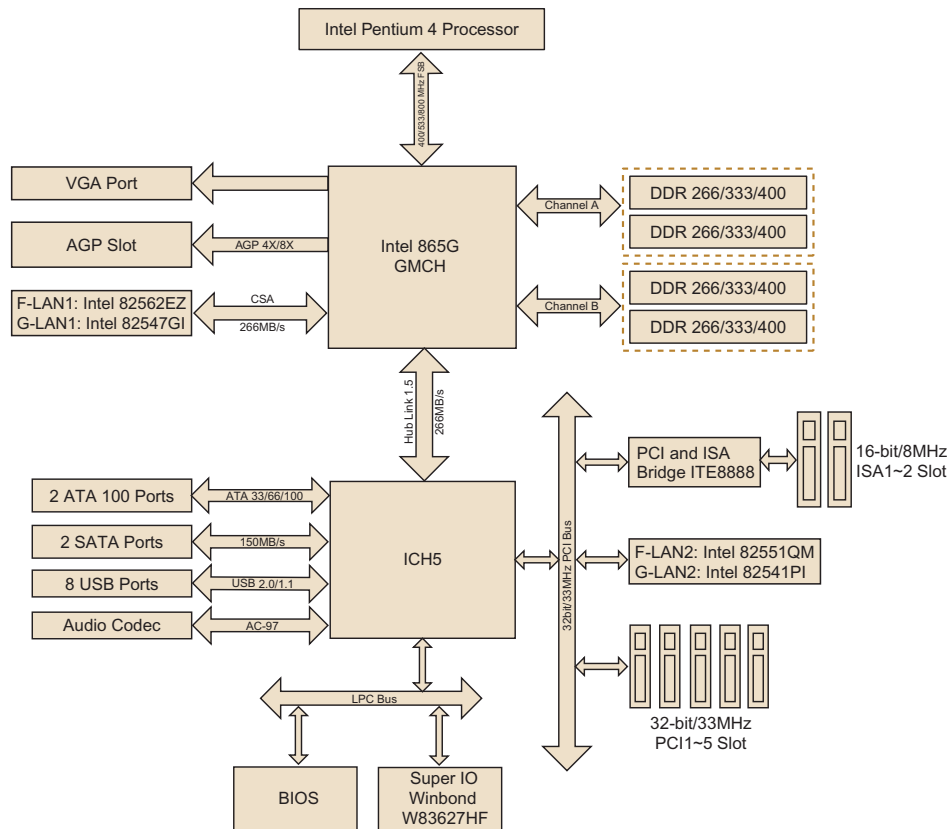 Intel Pentium 4 Processor
400/533/800 MHz FSB
VGA Port
AGP Slot
AGP 4X/8X
F-LAN1: Intel 82562EZ
G-LAN1: Intel 82547GI
CSA
266MB/s
Intel 865G
GMCH
Channel A
Channel B
DDR 266/333/400
DDR 266/333/400
DDR 266/333/400
DDR 266/333/400
Hub Link 1.5
266MB/s
2 ATA 100 Ports
ATA 33/66/100
2 SATA Ports
150MB/s
8 USB Ports
USB 2.0/1.1
Audio Codec
AC-97
ICH5
32bit/33MHz PCI Bus
PCI and ISA
Bridge ITE8888
16-bit/8MHz
ISA1~2 Slot
F-LAN2: Intel 82551QM
G-LAN2: Intel 82541PI
32-bit/33MHz
PCI1~5 Slot
LPC Bus
BIOS
Super IO
Winbond
W83627HF